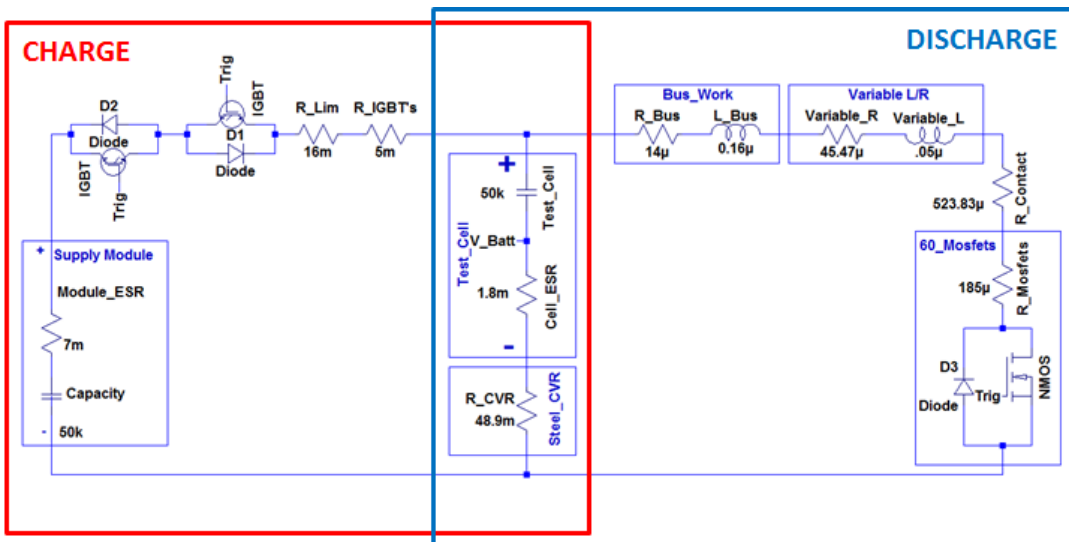 CHARGE
DISCHARGE
Trig
IGBT
D2
Diode
IGBT
Trig
D1
Diode
R_Lim
16m
R_IGBT's
5m
+ Supply Module
Module_ESR
7m
Capacity
- 50k
+
50k
Test_Cell
V_Batt
Test_Cell
Cell_ESR
1.8m
-
R_CVR
48.9m
Steel_CVR
Bus_Work
R_Bus
14µ
L_Bus
0.16µ
Variable L/R
Variable_R
45.47µ
Variable_L
.05µ
R_Contact
523.83µ
60_Mosfets
R_Mosfets
185µ
D3
Diode
Trig
NMOS